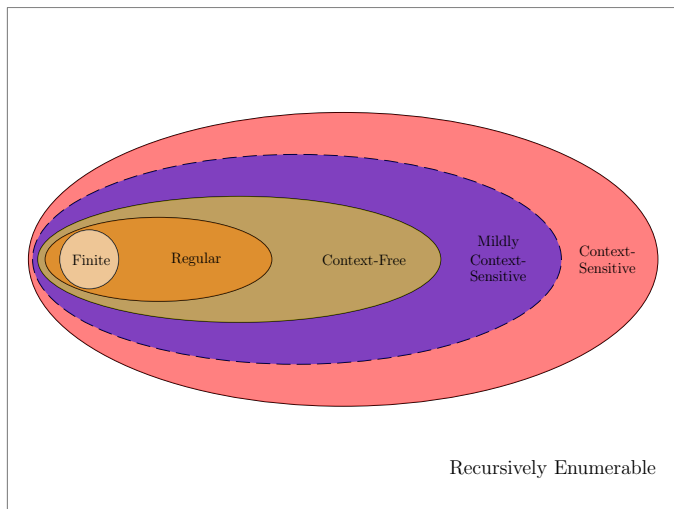 Finite
Regular
Context-Free
Mildly
Context-
Sensitive
Context-
Sensitive
Recursively Enumerable